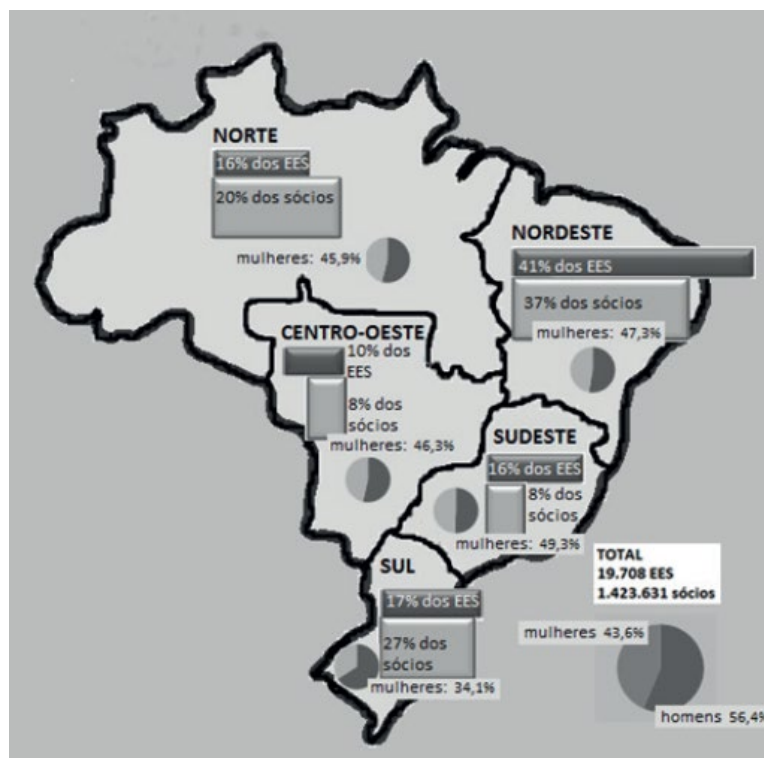 NORTE
16% dos EES
20% dos sócios
mulheres: 45,9%
NORDESTE
41% dos EES
37% dos sócios
mulheres: 47,3%
CENTRO-OESTE
10% dos
EES
8% dos
sócios
mulheres: 46,3%
SUDESTE
16% dos EES
8% dos
sócios
mulheres: 49,3%
SUL
17% dos EES
27% dos
sócios
mulheres: 34,1%
TOTAL
19.708 EES
1.423.631 sócios
mulheres 43,6%
homens 56,4%